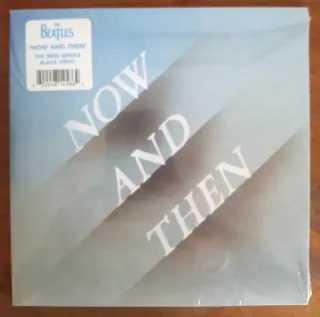 THE
BEATLES
'NOW AND THEN'
THE NEW SINGLE
BLACK VINYL
NOW
AND
THEN